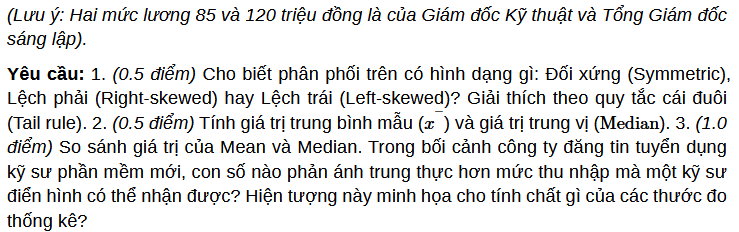 (Lưu ý: Hai mức lương 85 và 120 triệu đồng là của Giám đốc Kỹ thuật và Tổng Giám đốc
sáng lập).
Yêu cầu: 1. (0.5 điểm) Cho biết phân phối trên có hình dạng gì: Đối xứng (Symmetric),
Lệch phải (Right-skewed) hay Lệch trái (Left-skewed)? Giải thích theo quy tắc cái đuôi
(Tail rule). 2. (0.5 điểm) Tính giá trị trung bình mẫu (x̄) và giá trị trung vị (Median). 3. (1.0
điểm) So sánh giá trị của Mean và Median. Trong bối cảnh công ty đăng tin tuyển dụng
kỹ sư phần mềm mới, con số nào phản ánh trung thực hơn mức thu nhập mà một kỹ sư
điển hình có thể nhận được? Hiện tượng này minh họa cho tính chất gì của các thước đo
thống kê?